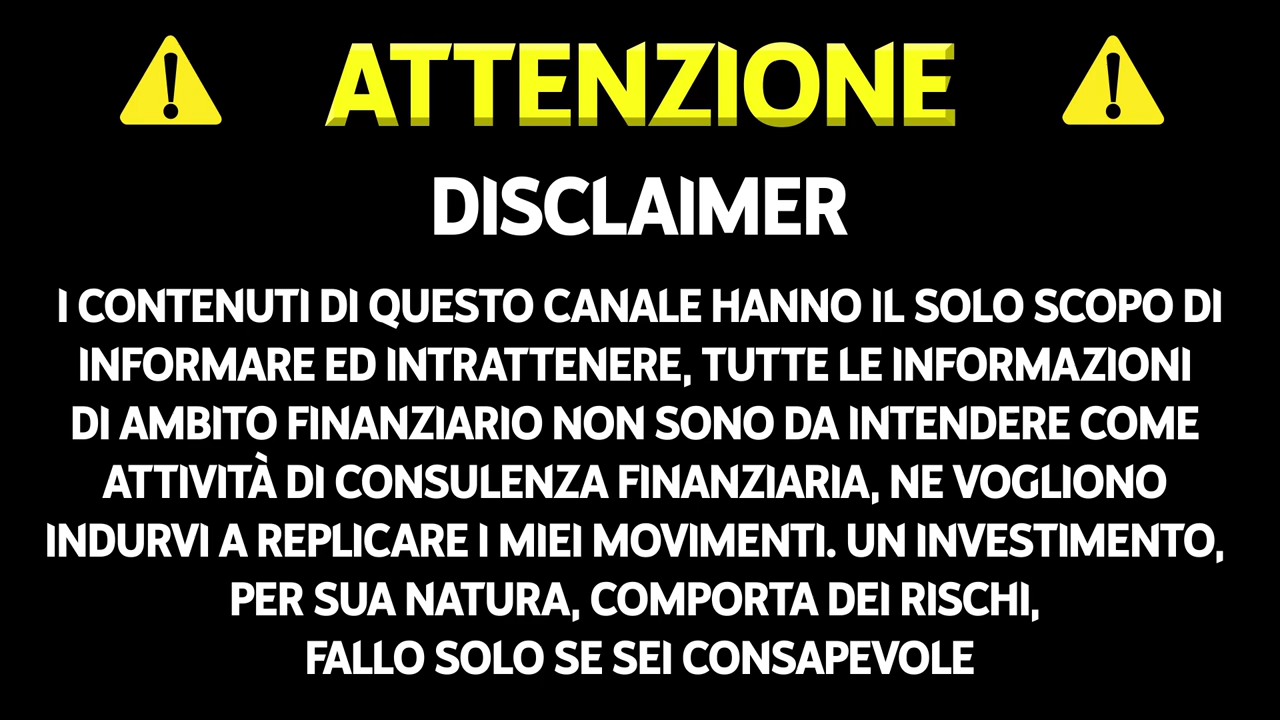 ATTENZIONE
DISCLAIMER
I CONTENUTI DI QUESTO CANALE HANNO IL SOLO SCOPO DI
INFORMARE ED INTRATTENERE, TUTTE LE INFORMAZIONI
DI AMBITO FINANZIARIO NON SONO DA INTENDERE COME
ATTIVITÀ DI CONSULENZA FINANZIARIA, NE VOGLIONO
INDURVI A REPLICARE I MIEI MOVIMENTI. UN INVESTIMENTO,
PER SUA NATURA, COMPORTA DEI RISCHI,
FALLO SOLO SE SEI CONSAPEVOLE